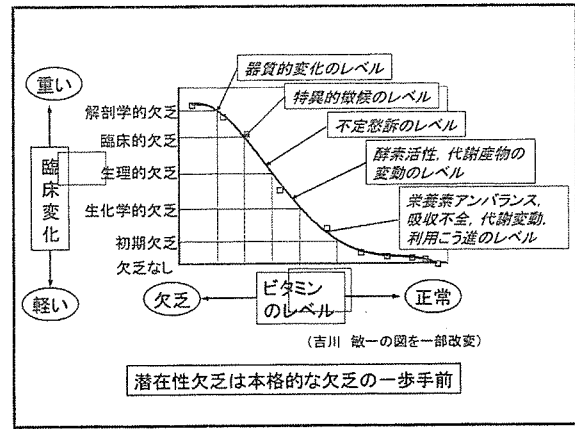 器質的変化のレベル
重い
特異的徴候のレベル
解剖学的欠乏
不定愁訴のレベル
臨床的欠乏
酵素活性,代謝産物の
変動のレベル
生理的欠乏
臨床変化
栄養素アンバランス,
吸収不全,代謝変動,
利用こう進のレベル
生化学的欠乏
初期欠乏
欠乏なし
軽い
欠乏
ビタミン
のレベル
正常
(吉川 敏一の図を一部改変)
潜在性欠乏は本格的な欠乏の一歩手前